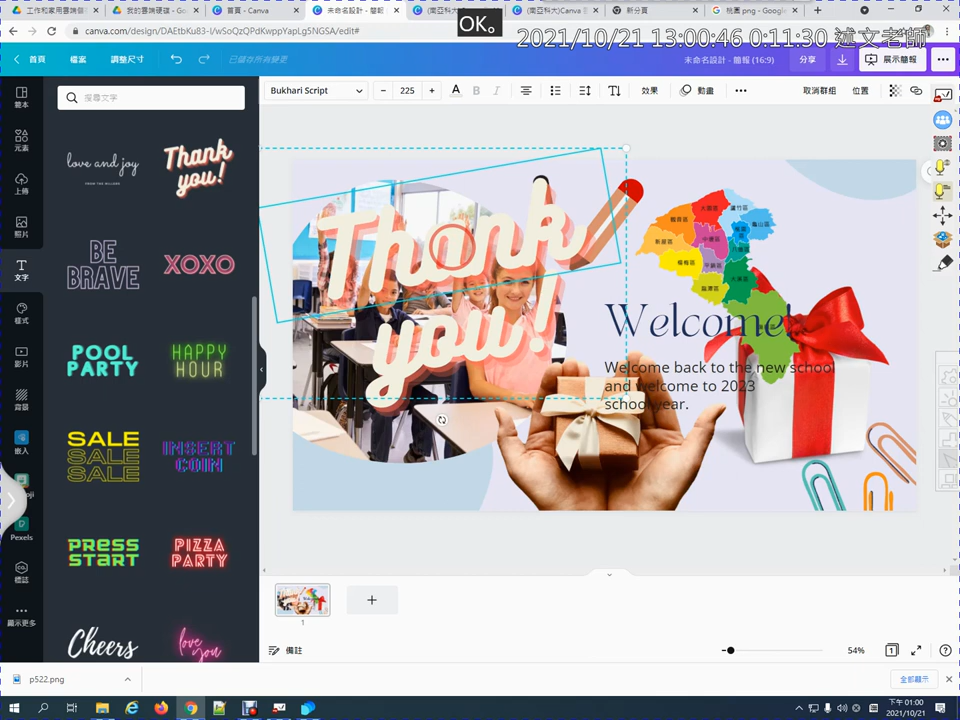 工作和家用雲端個
我的雲端硬碟 - G
首頁 - Canva
未命名設計 - 簡報
(南亞科大
(南亞科大)Canva
新分頁
桃園 png - Googl
OK。
canva.com/design/DAEtbKu83-I/wSoQzQPdKwppYapLg5NGSA/edit#
2021/10/21 13:00:46 0:11:30 述文老師
首頁
檔案
調整尺寸
已儲存所有變更
未命名設計 - 簡報 (16:9)
分享
展示簡報
範本
搜尋文字
Bukhari Script
225
A
B
I
效果
動畫
取消群組
位置
元素
上傳
照片
文字
樣式
影片
背景
嵌入
Pexels
標誌
顯示更多
love and joy
Thank
you!
BE
BRAVE
XOXO
POOL
PARTY
HAPPY
HOUR
SALE
SALE
SALE
INSERT
COIN
PRESS
START
PIZZA
PARTY
Cheers
love
you
Thank
you!
大園區
蘆竹區
觀音區
龜山區
新屋區
中壢區
楊梅區
平鎮區
大溪區
龍潭區
Welcome!
Welcome back to the new school
and welcome to 2023
school year.
1
備註
54%
1
p522.png
全部顯示
下午 01:00
2021/10/21